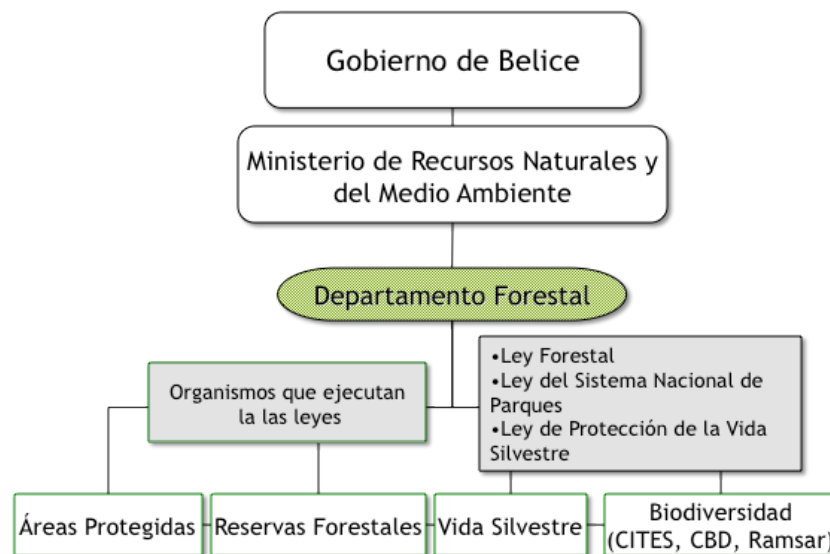 Gobierno de Belice
Ministerio de Recursos Naturales y
del Medio Ambiente
Departamento Forestal
Organismos que ejecutan
la las leyes
•Ley Forestal
•Ley del Sistema Nacional de
Parques
•Ley de Protección de la Vida
Silvestre
Áreas Protegidas
Reservas Forestales
Vida Silvestre
Biodiversidad
(CITES, CBD, Ramsar)